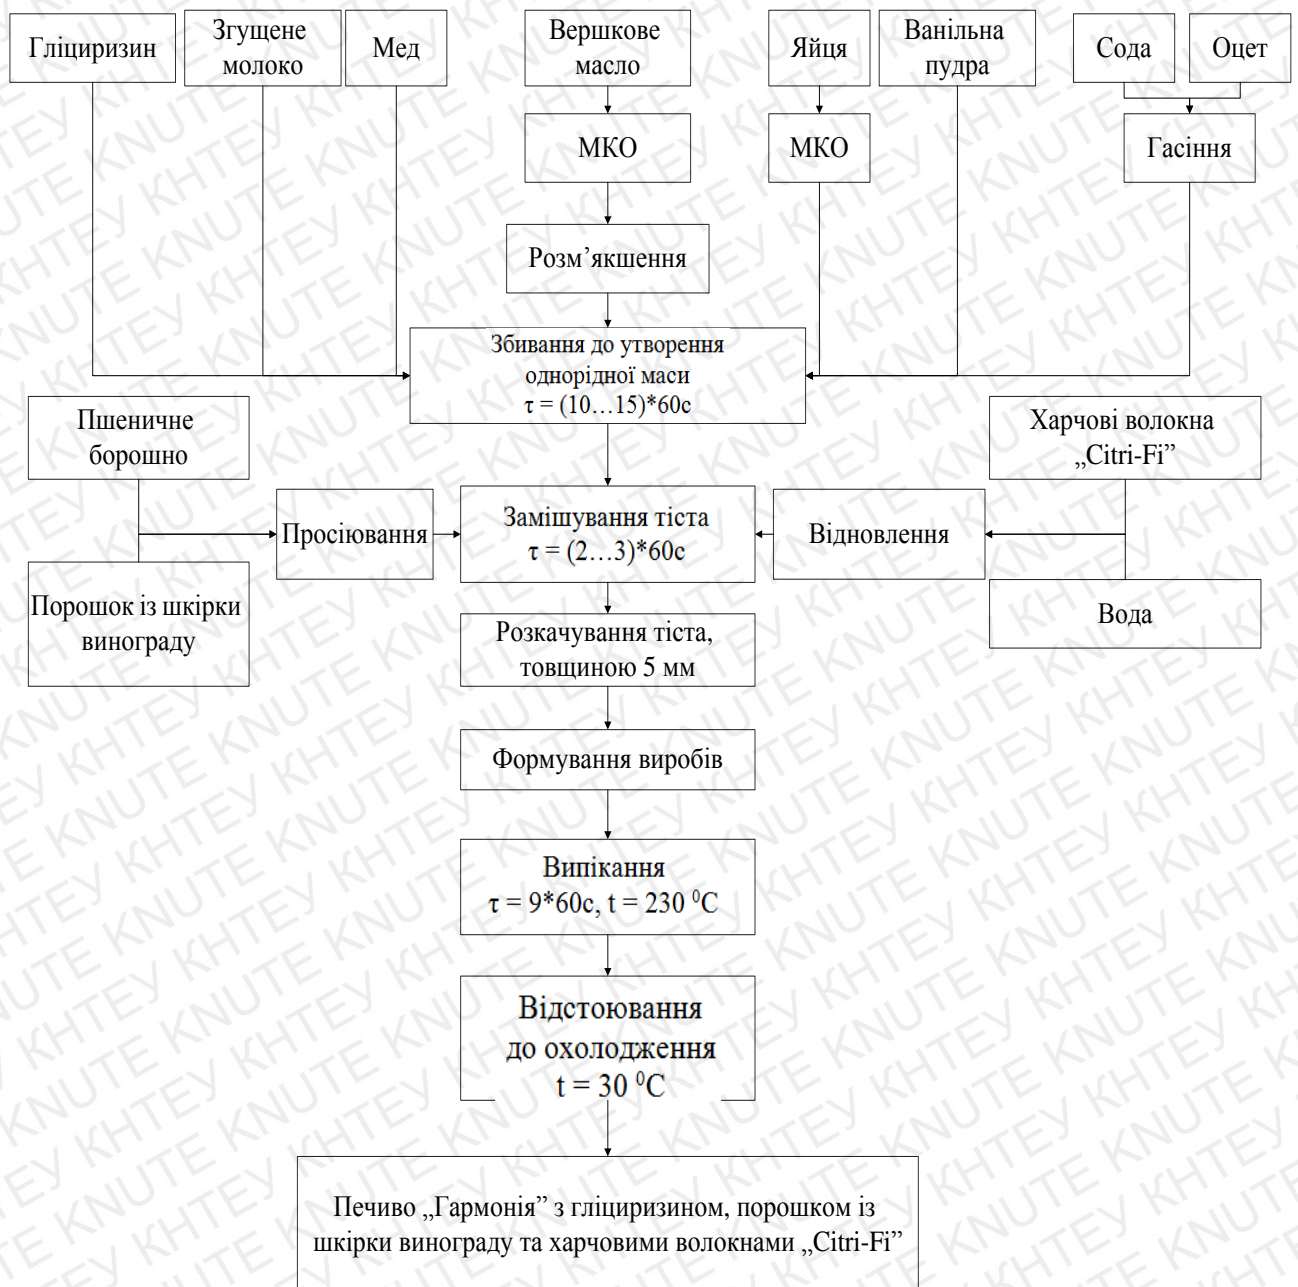 Гліциризин
Згущене
молоко
Мед
Вершкове
масло
Яйця
Ванільна
пудра
Сода
Оцет
МКО
МКО
Гасіння
Розм’якшення
Збивання до утворення
однорідної маси
τ = (10…15)*60с
Пшеничне
борошно
Харчові волокна
„Citri-Fi”
Просіювання
Замішування тіста
τ = (2…3)*60с
Відновлення
Порошок із шкірки
винограду
Вода
Розкачування тіста,
товщиною 5 мм
Формування виробів
Випікання
τ = 9*60с, t = 230 ⁰С
Відстоювання
до охолодження
t = 30 ⁰С
Печиво „Гармонія” з гліциризином, порошком із
шкірки винограду та харчовими волокнами „Citri-Fi”